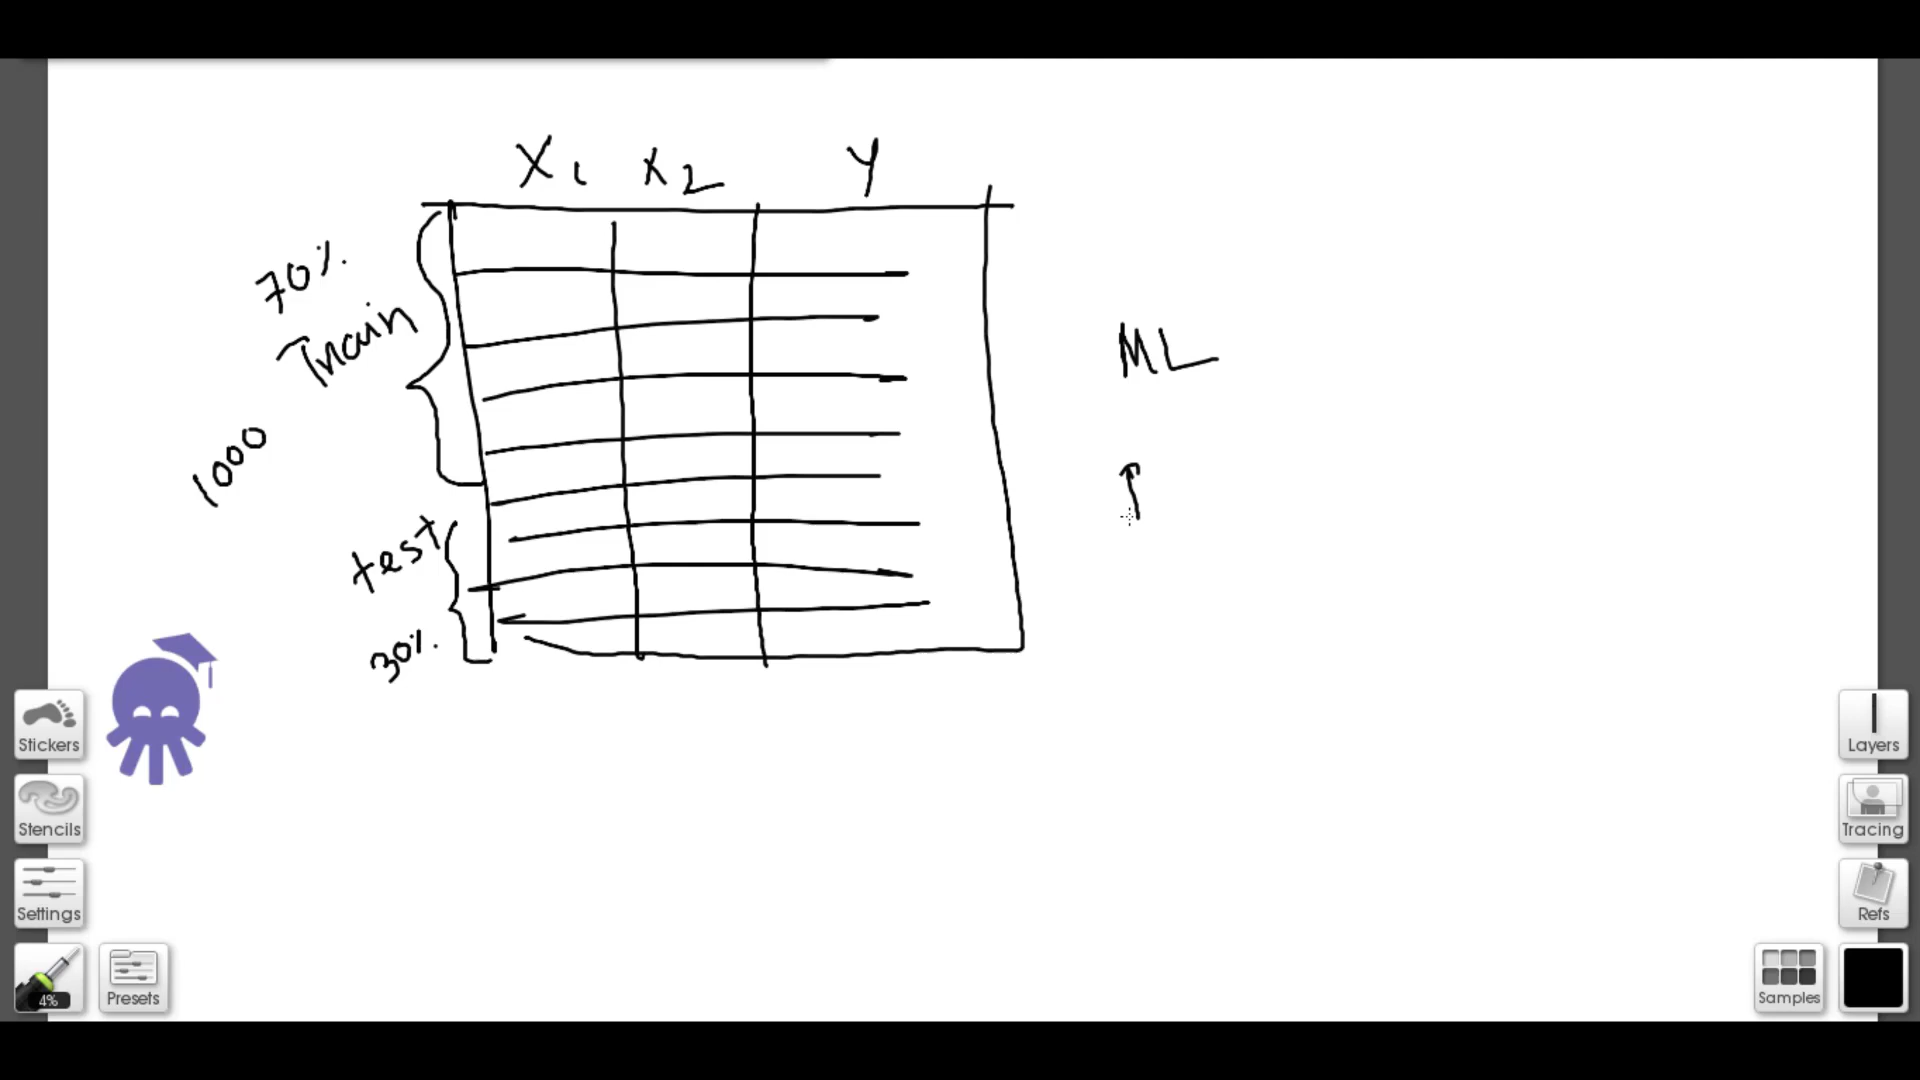 X1 X2 Y
70%
Train
ML
1000
test
30%
Stickers
Stencils
Settings
4%
Presets
Layers
Tracing
Refs
Samples